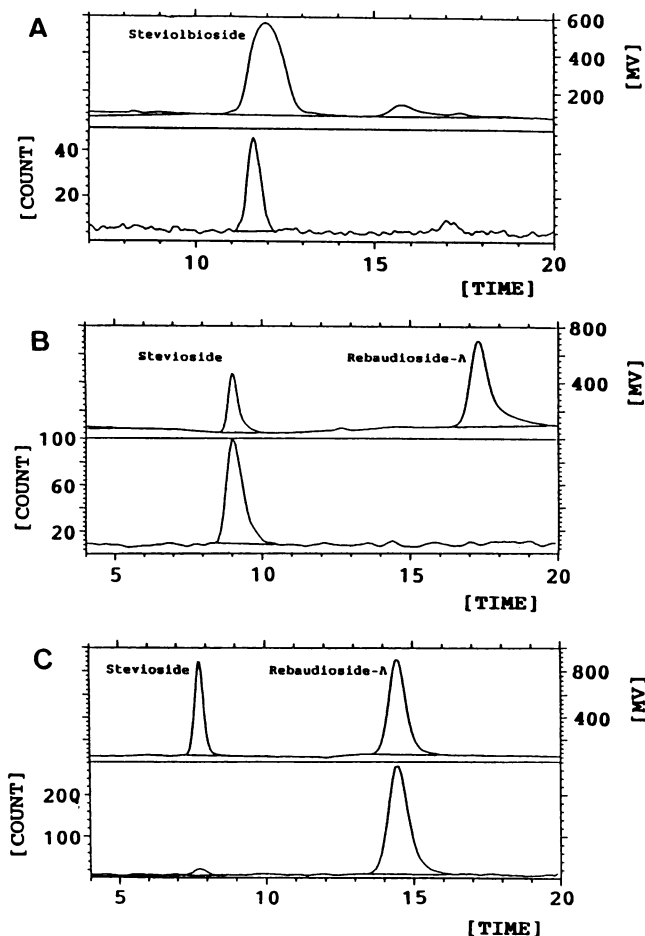 A
Steviolbioside
600
400
200
[MV]
40
20
[COUNT]
10
15
20
[TIME]
B
Stevioside
Rebaudioside-A
800
400
[MV]
100
60
20
[COUNT]
5
10
15
20
[TIME]
C
Stevioside
Rebaudioside-A
800
400
[MV]
200
100
[COUNT]
5
10
15
20
[TIME]